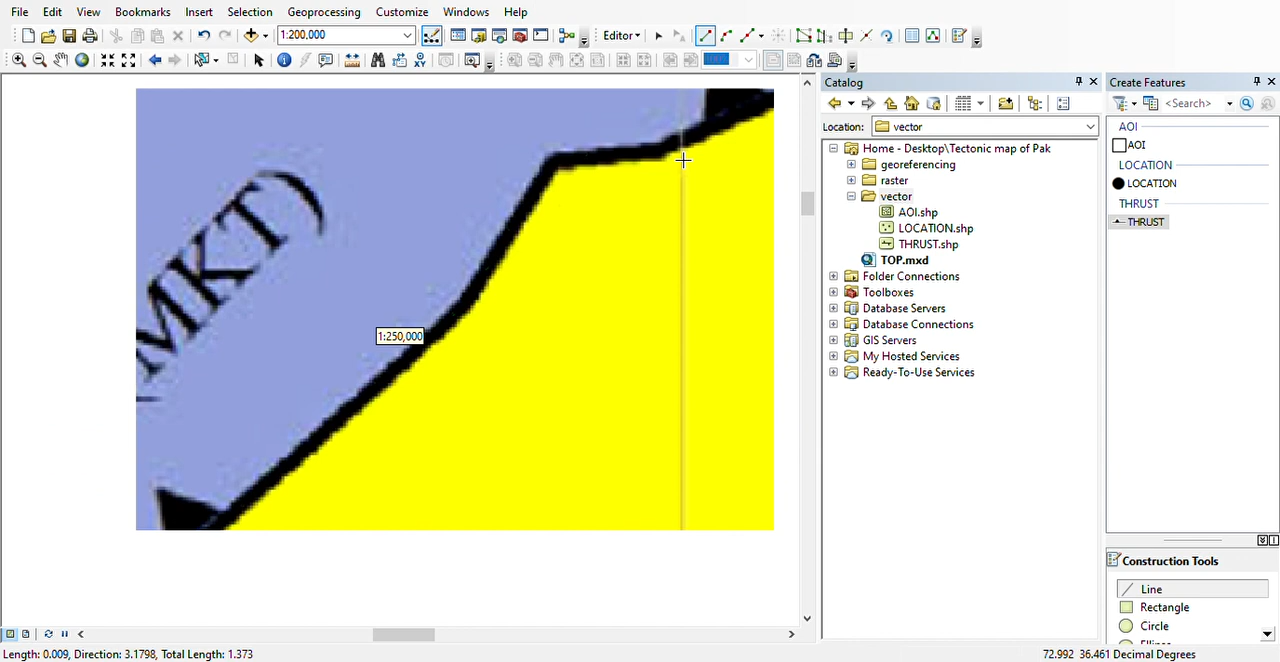 File Edit View Bookmarks Insert Selection Geoprocessing Customize Windows Help
1:200,000 Editor
Catalog
Location: vector
Home - Desktop\Tectonic map of Pak
georeferencing
raster
vector
AOI.shp
LOCATION.shp
THRUST.shp
TOP.mxd
Folder Connections
Toolboxes
Database Servers
Database Connections
GIS Servers
My Hosted Services
Ready-To-Use Services
Create Features
<Search>
AOI
AOI
LOCATION
LOCATION
THRUST
THRUST
Construction Tools
Line
Rectangle
Circle
MKT)
1:250,000
Length: 0.009, Direction: 3.1798, Total Length: 1.373
72.992 36.461 Decimal Degrees